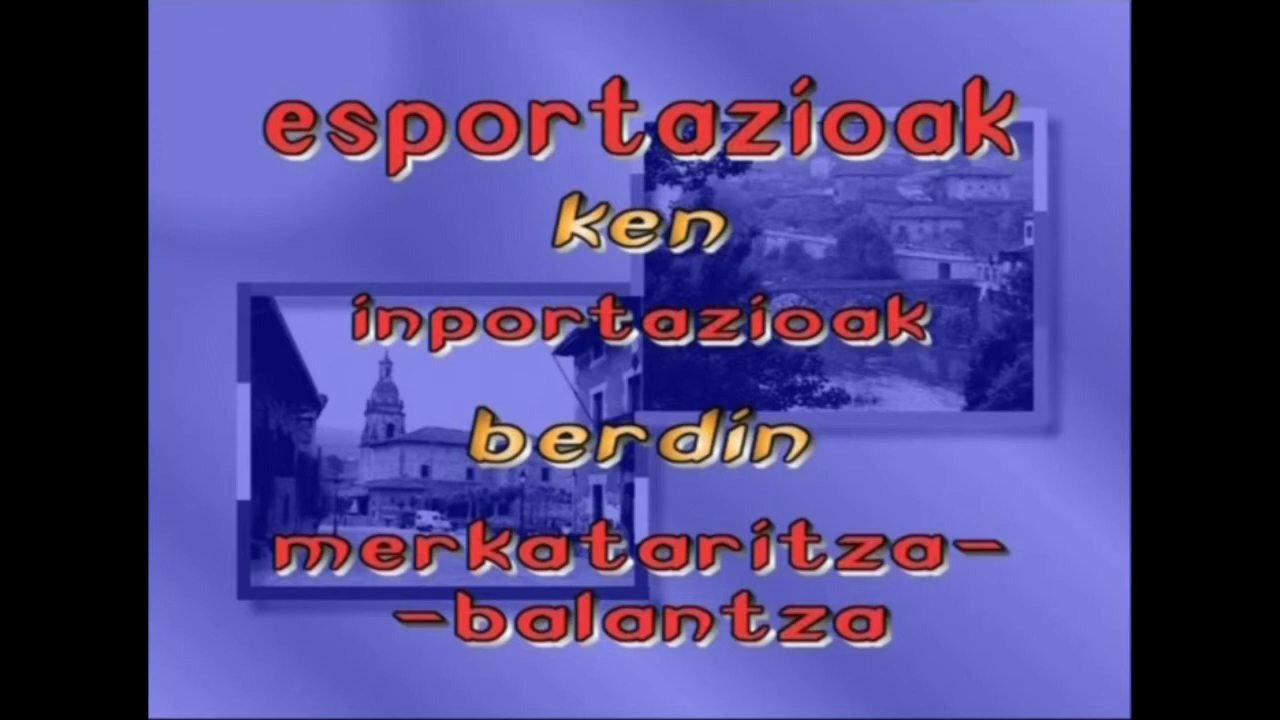 esportazioak
ken
inportazioak
berdin
merkataritza-
-balantza